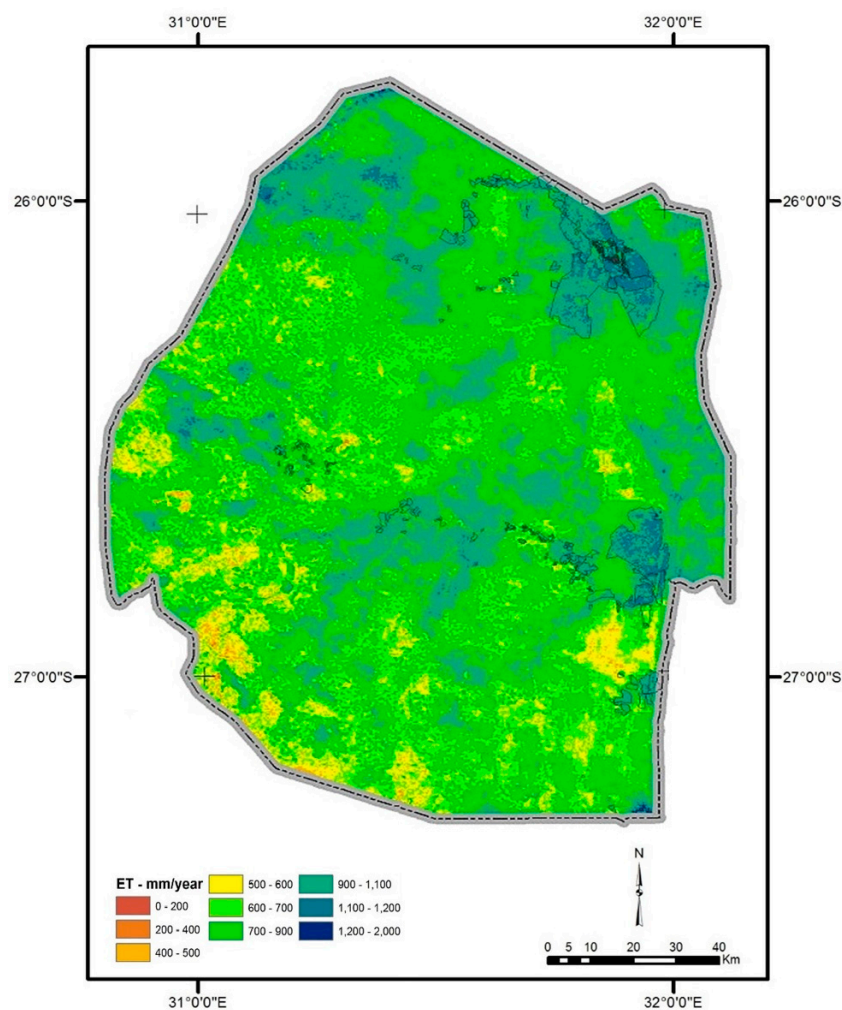 31°0'0"E 32°0'0"E
26°0'0"S 26°0'0"S
27°0'0"S 27°0'0"S
N
ET - mm/year
0 - 200
200 - 400
400 - 500
500 - 600
600 - 700
700 - 900
900 - 1,100
1,100 - 1,200
1,200 - 2,000
0 5 10 20 30 40
Km
31°0'0"E 32°0'0"E